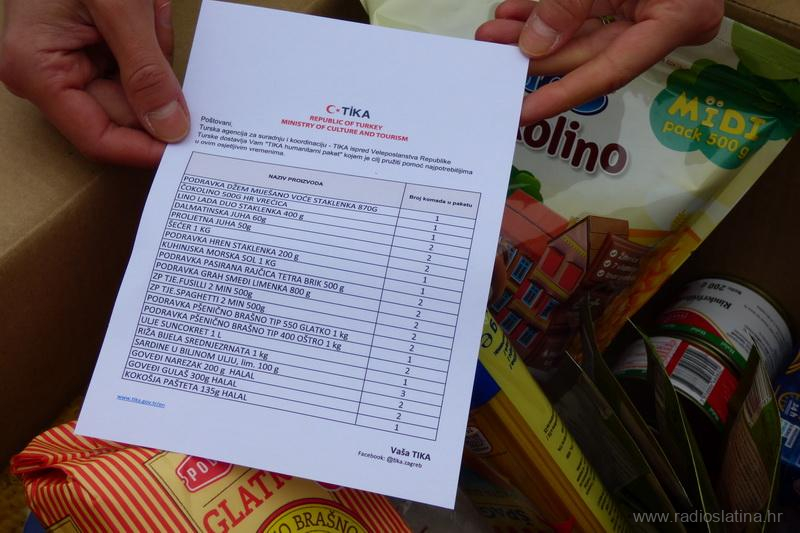 TİKA
REPUBLIC OF TURKEY
MINISTRY OF CULTURE AND TOURISM
Poštovani,
Turska agencija za suradnju i koordinaciju - TIKA ispred Veleposlanstva Republike
Turske dostavlja Vam "TIKA humanitarni paket" kojem je cilj pružiti pomoć najpotrebitijima
u ovim osjetljivim vremenima.
NAZIV PROIZVODA Broj komada u paketu
PODRAVKA DŽEM MIJEŠANO VOĆE STAKLENKA 870G 1
ČOKOLINO 500G HR VREĆICA 1
LINO LADA DUO STAKLENKA 400 g 1
DALMATINSKA JUHA 60g 2
PROLJETNA JUHA 50g 2
ŠEĆER 1 KG 1
PODRAVKA HREN STAKLENKA 200 g 1
KUHINJSKA MORSKA SOL 1 KG 1
PODRAVKA PASIRANA RAJČICA TETRA BRIK 500 g 2
PODRAVKA GRAH SMEĐI LIMENKA 800 g 2
ZP TJE.FUSILLI 2 MIN 500g 2
ZP TJE.SPAGHETTI 2 MIN 500g 2
PODRAVKA PŠENIČNO BRAŠNO TIP 550 GLATKO 1 kg 2
PODRAVKA PŠENIČNO BRAŠNO TIP 400 OŠTRO 1 kg 2
ULJE SUNCOKRET 1 L 1
RIŽA BIJELA SREDNJEZRNATA 1 kg 1
SARDINE U BILJNOM ULJU, lim, 100 g 3
GOVEĐI NAREZAK 200 g HALAL 2
GOVEĐI GULAŠ 300g HALAL 2
KOKOŠJA PAŠTETA 135g HALAL 1
www.tika.gov.tr/en
Vaša TIKA
Facebook: @tika.zagreb
kolino
MiDi
pack 500 g
200 g
GLATK
O BRAŠNO
www.radioslatina.hr